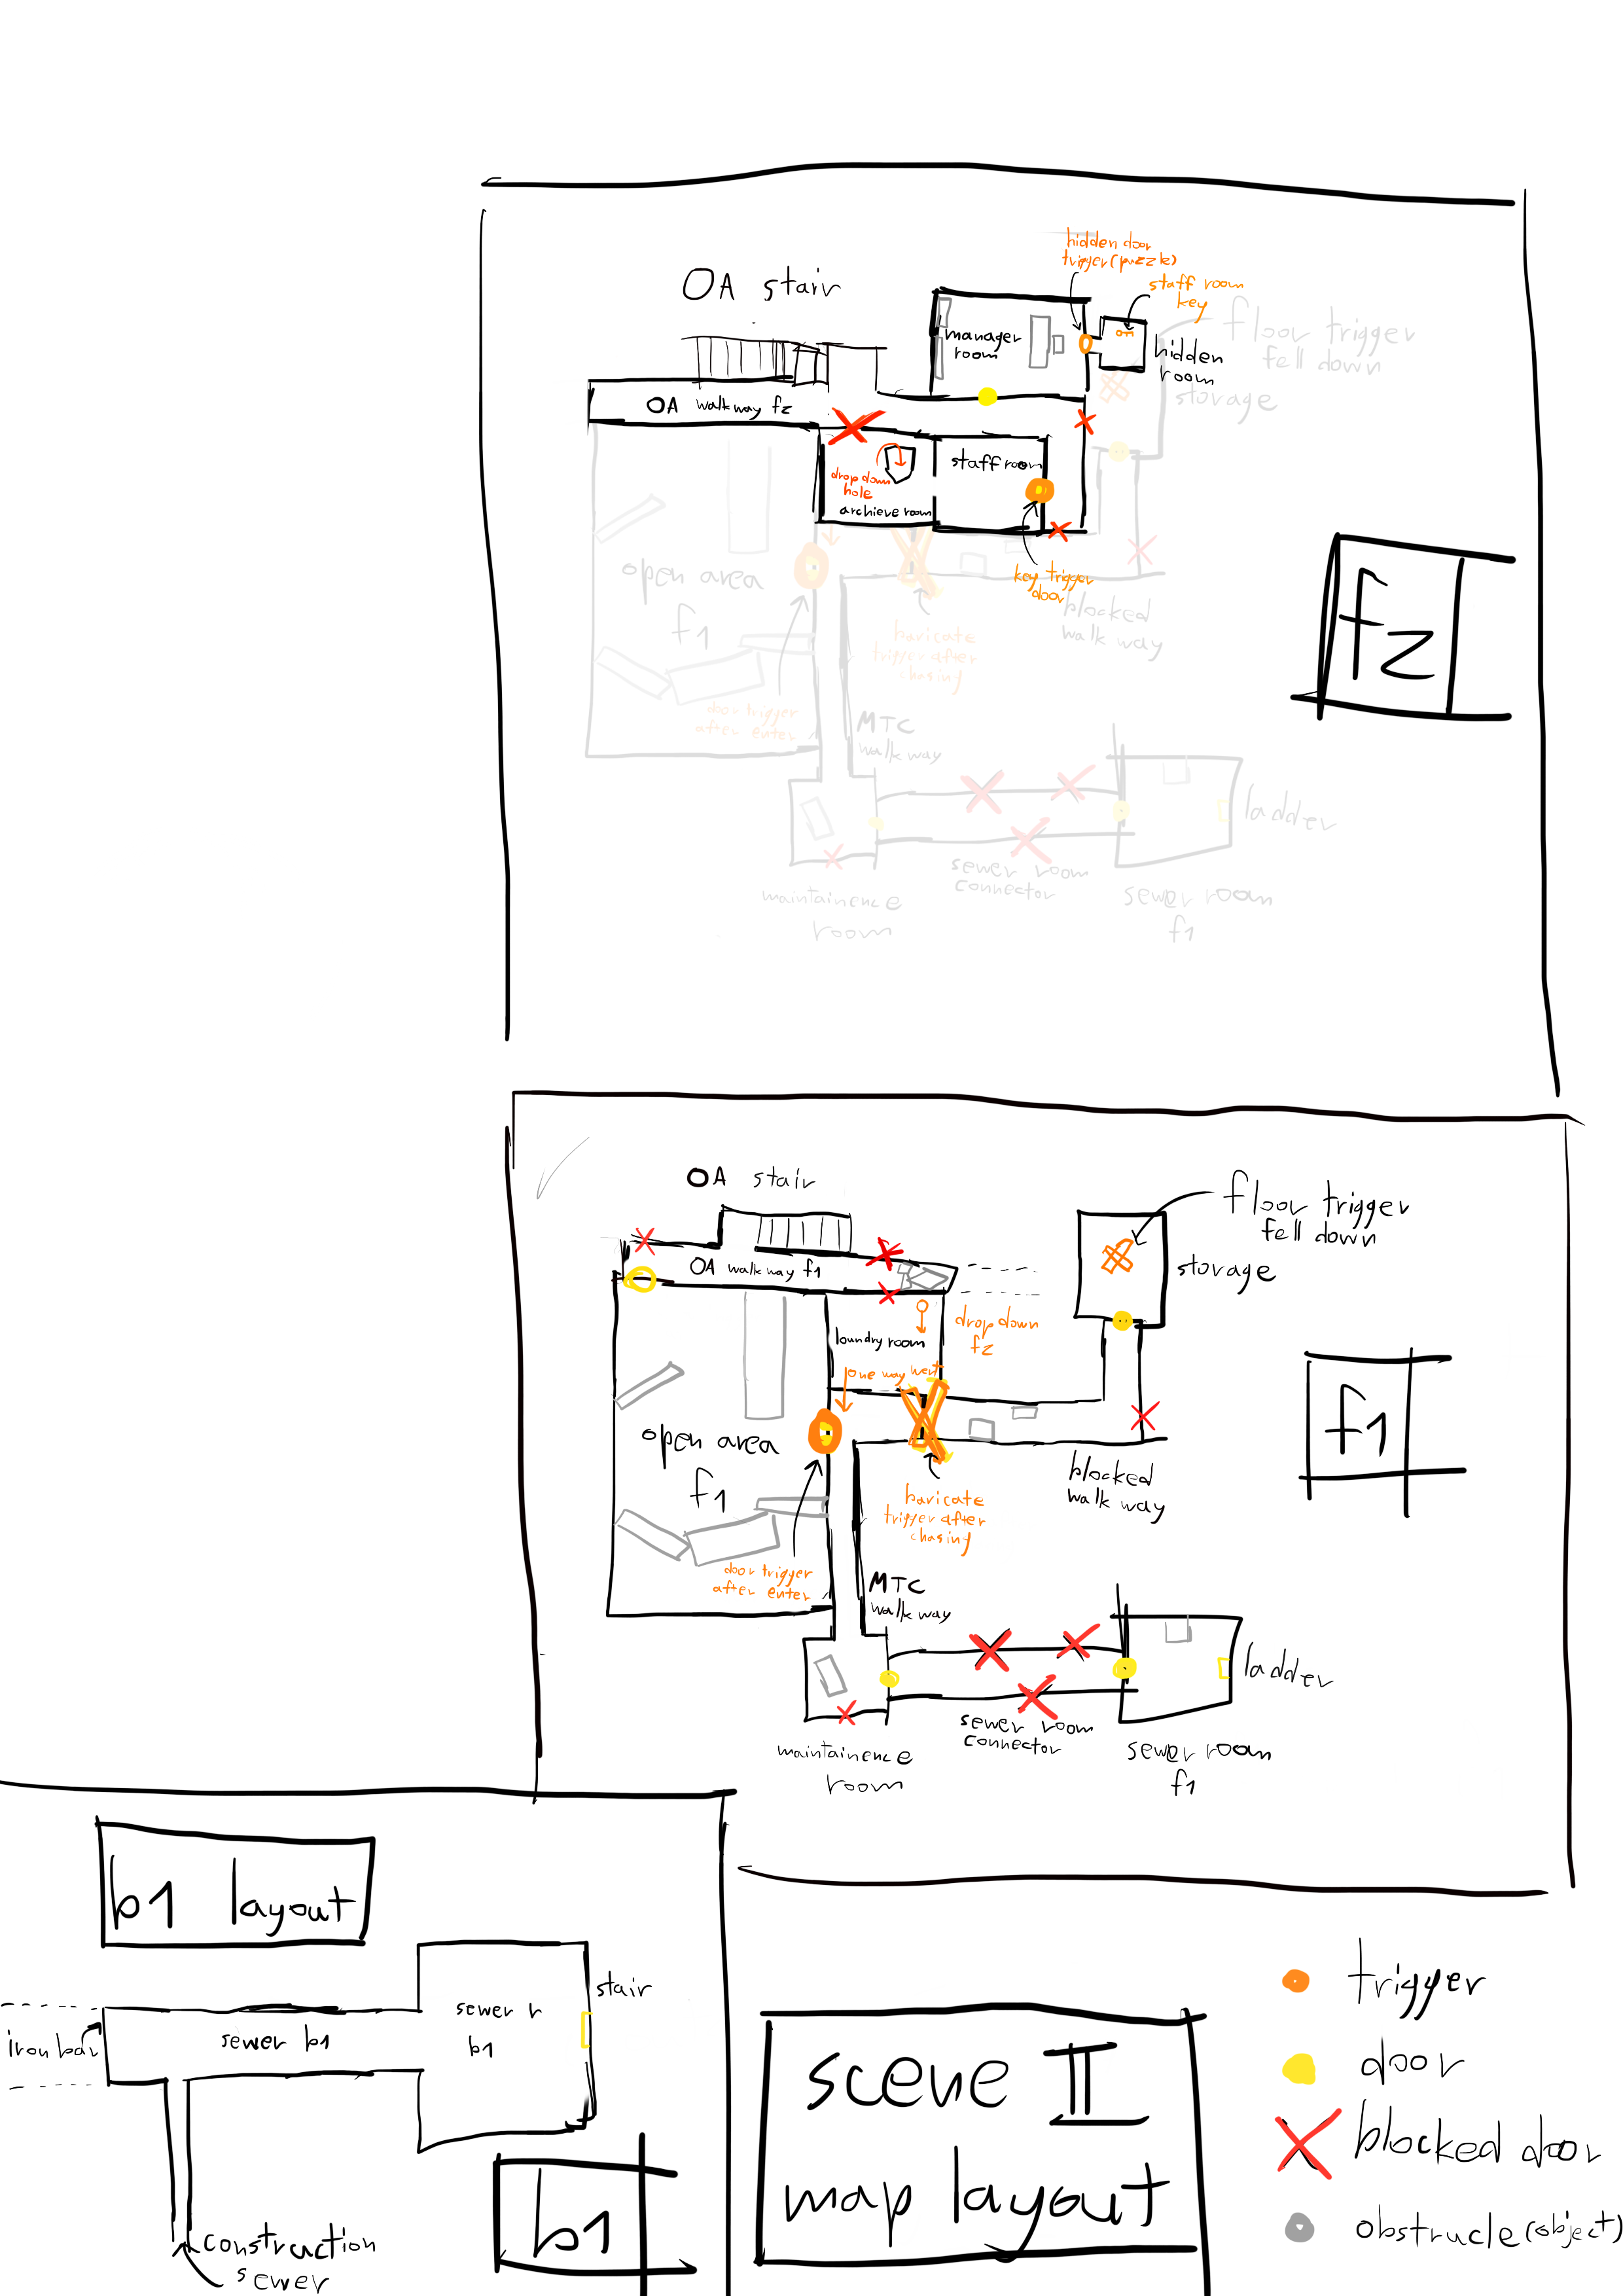 OA stair
hidden door
trigger (puzzle)
staff room
key
manager
room
hidden
room
floor trigger
fell down
storage
OA walkway f2
drop down
hole
archieve room
staff room
key trigger
door
open area
f1
baricate
trigger after
chasing
blocked
walk way
door trigger
after enter
MTC
walk way
f2
ladder
sewer room
connector
maintainence
room
sewer room
f1
OA stair
floor trigger
fell down
OA walkway f1
storage
drop down
f2
loundry room
one way went
open area
f1
f1
blocked
walk way
baricate
trigger after
chasing
door trigger
after enter
MTC
walk way
ladder
sewer room
connector
maintainence
room
sewer room
f1
b1 layout
stair
sewer r
b1
iron bar
sewer b1
construction
sewer
b1
scene II
map layout
trigger
door
blocked door
obstrucle (object)